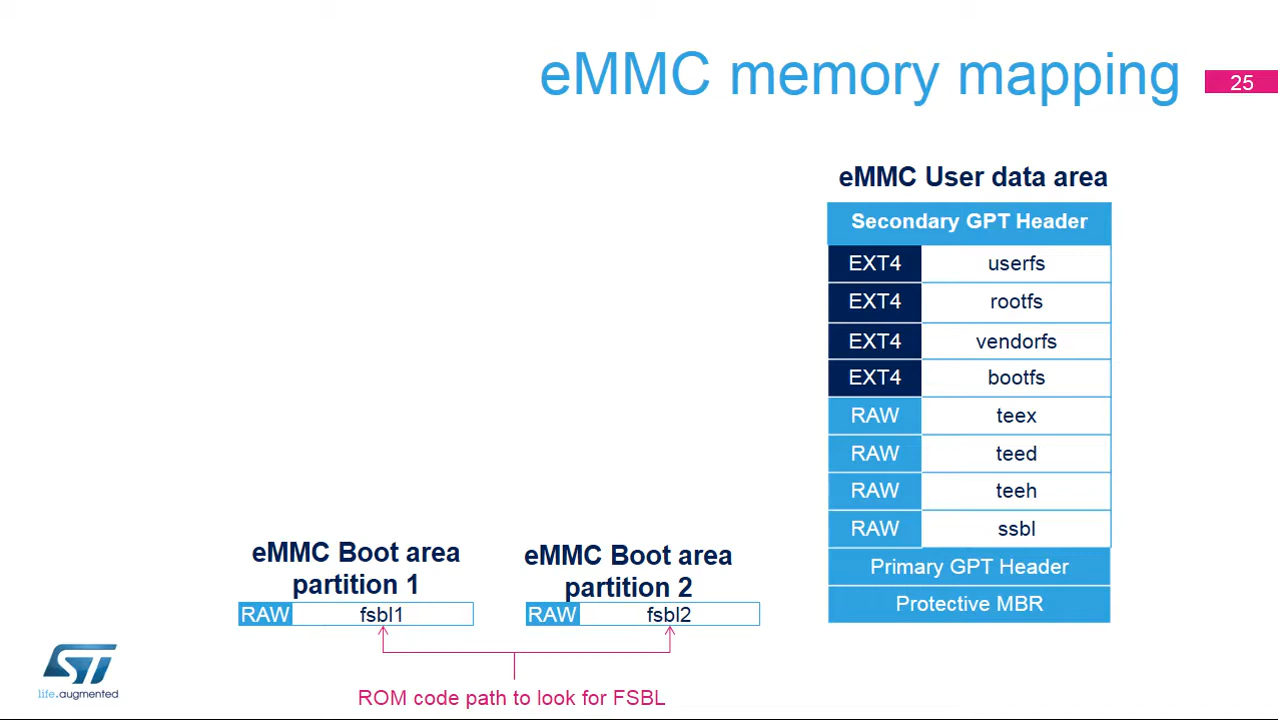 eMMC memory mapping
25
eMMC User data area
Secondary GPT Header
EXT4 userfs
EXT4 rootfs
EXT4 vendorfs
EXT4 bootfs
RAW teex
RAW teed
RAW teeh
RAW ssbl
Primary GPT Header
Protective MBR
eMMC Boot area
partition 1
RAW fsbl1
eMMC Boot area
partition 2
RAW fsbl2
ROM code path to look for FSBL
ST
life.augmented